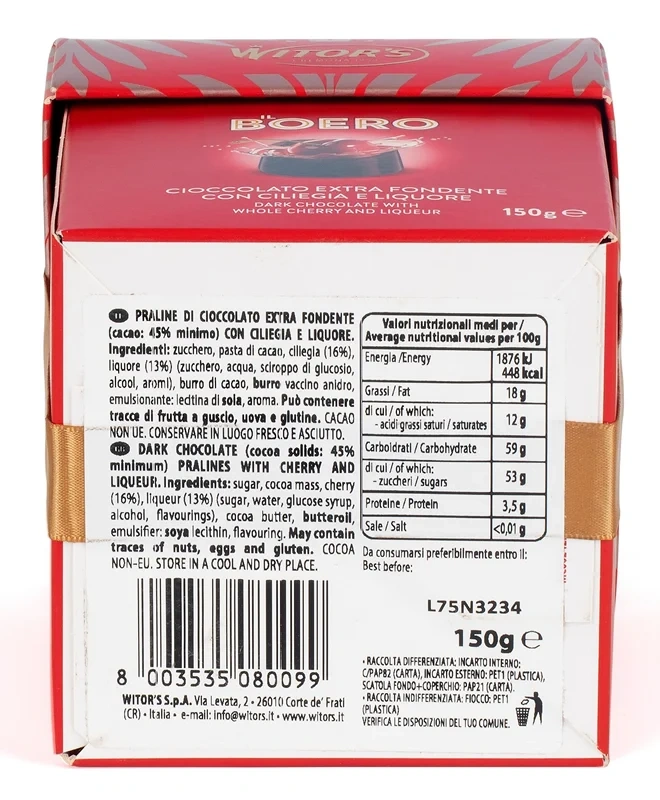 WITOR'S
IL
BOERO
CIOCCOLATO EXTRA FONDENTE
CON CILIEGIA E LIQUORE
DARK CHOCOLATE WITH
WHOLE CHERRY AND LIQUEUR
150g ℮
PRALINE DI CIOCCOLATO EXTRA FONDENTE
(cacao: 45% minimo) CON CILIEGIA E LIQUORE.
Ingredienti: zucchero, pasta di cacao, ciliegia (16%),
liquore (13%) (zucchero, acqua, sciroppo di glucosio,
alcool, aromi), burro di cacao, burro vaccino anidro,
emulsionante: lecitina di sola, aroma. Può contenere
tracce di frutta a guscio, uova e glutine. CACAO
NON UE. CONSERVARE IN LUOGO FRESCO E ASCIUTTO.
DARK CHOCOLATE (cocoa solids: 45%
minimum) PRALINES WITH CHERRY AND
LIQUEUR. Ingredients: sugar, cocoa mass, cherry
(16%), liqueur (13%) (sugar, water, glucose syrup,
alcohol, flavourings), cocoa butter, butteroil,
emulsifier: soya lecithin, flavouring. May contain
traces of nuts, eggs and gluten. COCOA
NON-EU. STORE IN A COOL AND DRY PLACE.
Valori nutrizionali medi per /
Average nutritional values per 100g
Energia /Energy 1876 kJ
448 kcal
Grassi / Fat 18 g
di cui / of which:
- acidi grassi saturi / saturates 12 g
Carboidrati / Carbohydrate 59 g
di cui / of which:
- zuccheri / sugars 53 g
Proteine / Protein 3,5 g
Sale / Salt <0,01 g
Da consumarsi preferibilmente entro il:
Best before:
L75N3234
150g ℮
8 003535 080099
WITOR'S S.p.A. Via Levata, 2 • 26010 Corte de' Frati
(CR) • Italia • e-mail: info@witors.it • www.witors.it
• RACCOLTA DIFFERENZIATA: INCARTO INTERNO:
C/PAP82 (CARTA), INCARTO ESTERNO: PET1 (PLASTICA),
SCATOLA FONDO+COPERCHIO: PAP21 (CARTA).
• RACCOLTA INDIFFERENZIATA: FIOCCO: PET1
(PLASTICA)
VERIFICA LE DISPOSIZIONI DEL TUO COMUNE.